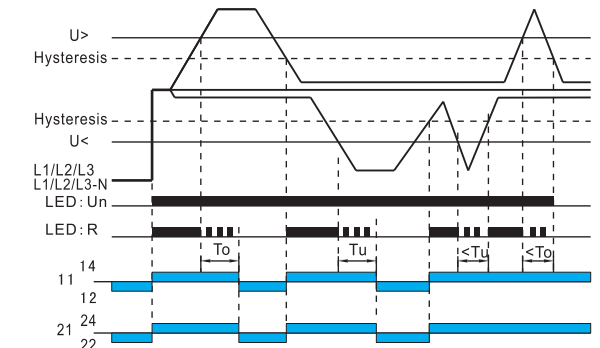 U>
Hysteresis
Hysteresis
U<
L1/L2/L3
L1/L2/L3-N
LED:Un
LED:R
To
Tu
<Tu
<To
11 14
12
21 24
22